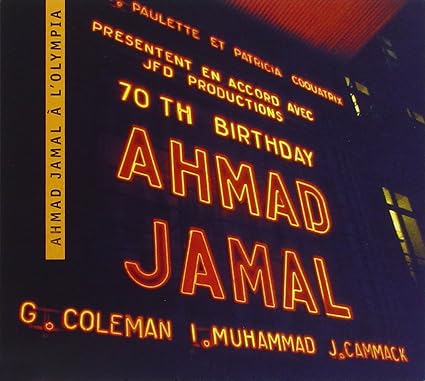 AHMAD JAMAL À L'OLYMPIA
PAULETTE ET PATRICIA COQUATRIX
PRESENTENT EN ACCORD AVEC
JFD PRODUCTIONS
70 TH BIRTHDAY
AHMAD
JAMAL
G. COLEMAN I. MUHAMMAD J. CAMMACK